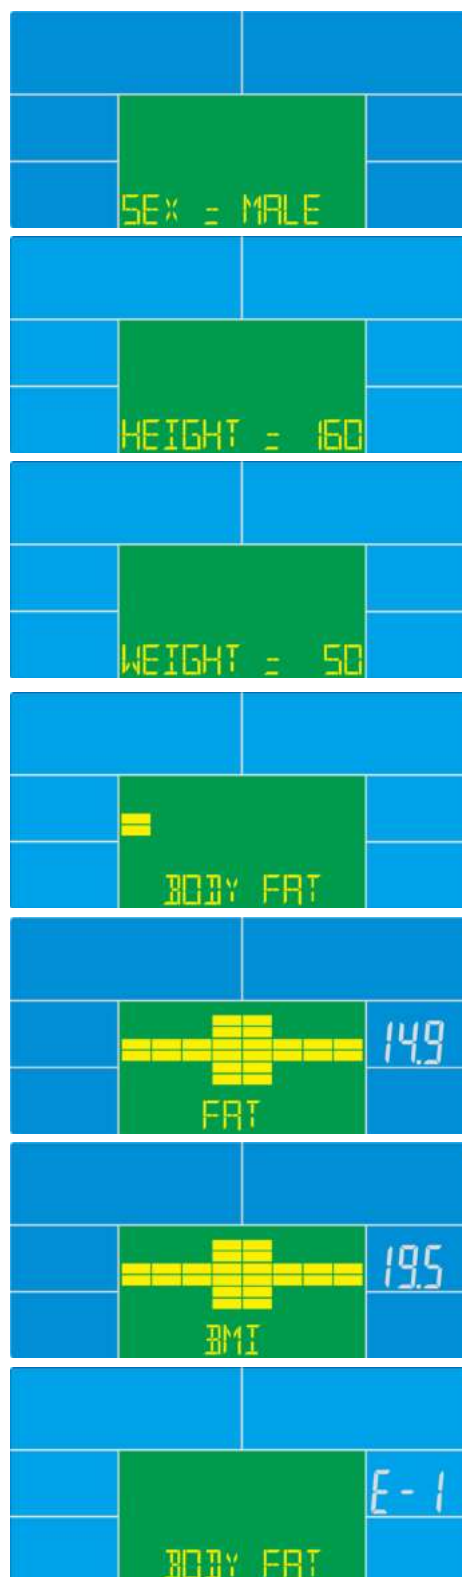 SEX = MALE
HEIGHT = 160
WEIGHT = 50
BODY FAT
14.9
FAT
19.5
BMI
E-1
BODY FAT